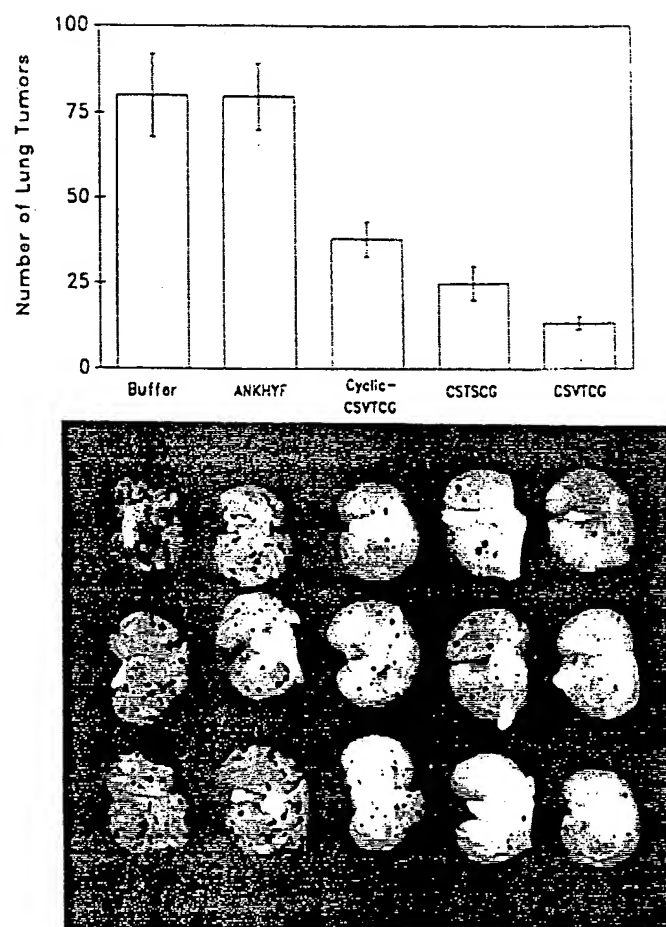 Number of Lung Tumors
100
75
50
25
0
Buffer
ANKHYF
Cyclic-
CSVTCG
CSTSCG
CSVTCG